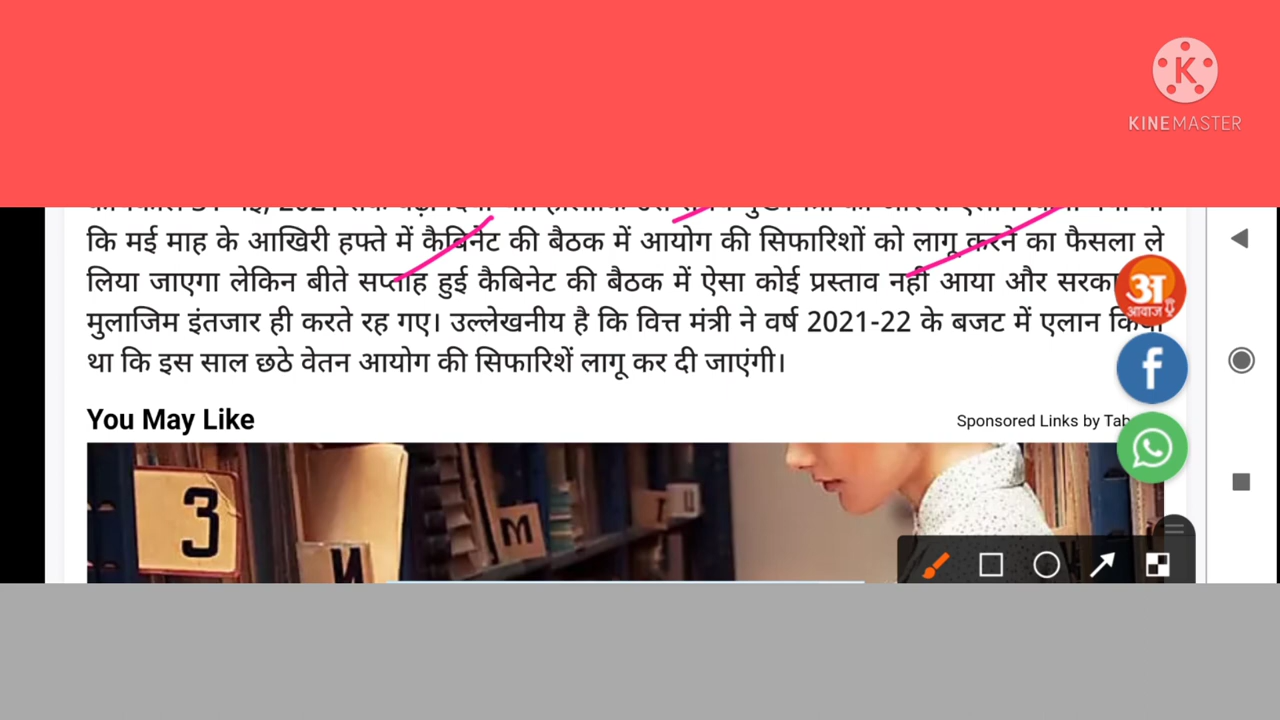 KINEMASTER
कि मई माह के आखिरी हफ्ते में कैबिनेट की बैठक में आयोग की सिफारिशों को लागू करने का फैसला ले
लिया जाएगा लेकिन बीते सप्ताह हुई कैबिनेट की बैठक में ऐसा कोई प्रस्ताव नहीं आया और
मुलाजिम इंतजार ही करते रह गए। उल्लेखनीय है कि वित्त मंत्री ने वर्ष 2021-22 के बजट में एलान किया
था कि इस साल छठे वेतन आयोग की सिफारिशें लागू कर दी जाएंगी।
अ
आवाज़
f
You May Like
Sponsored Links by
3
M